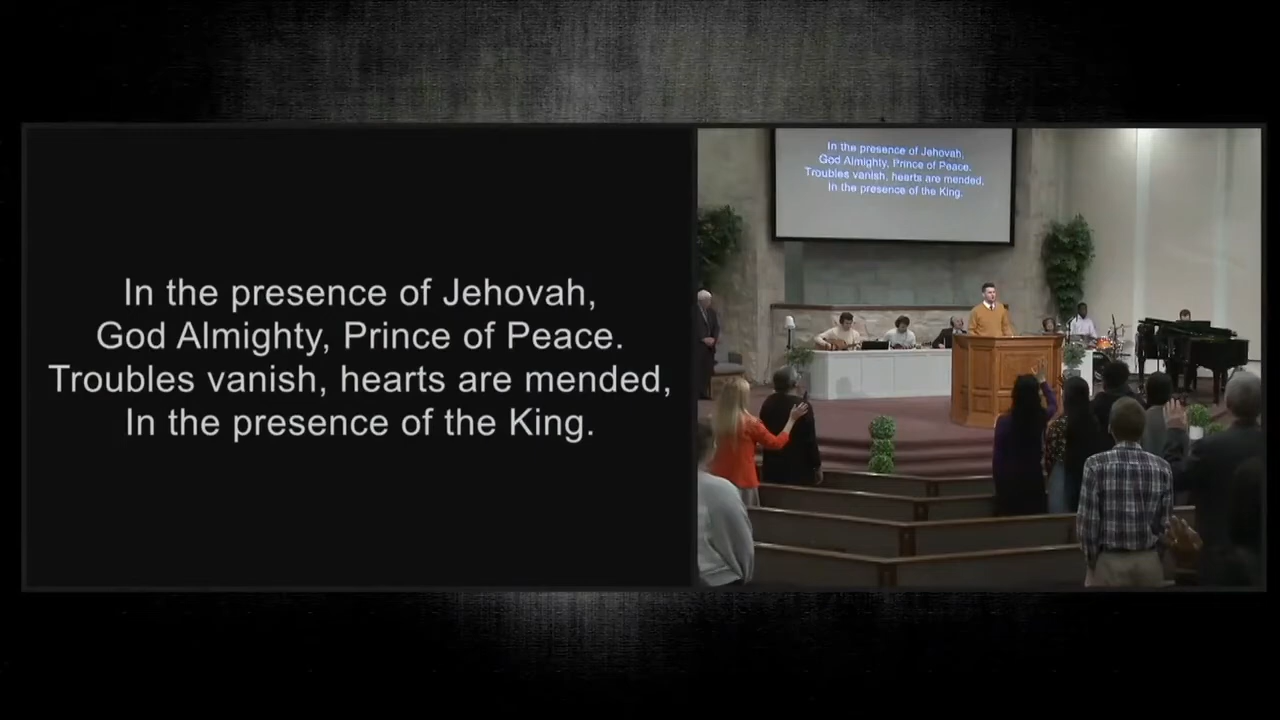 In the presence of Jehovah,
God Almighty, Prince of Peace.
Troubles vanish, hearts are mended,
In the presence of the King.
In the presence of Jehovah,
God Almighty, Prince of Peace.
Troubles vanish, hearts are mended,
In the presence of the King.